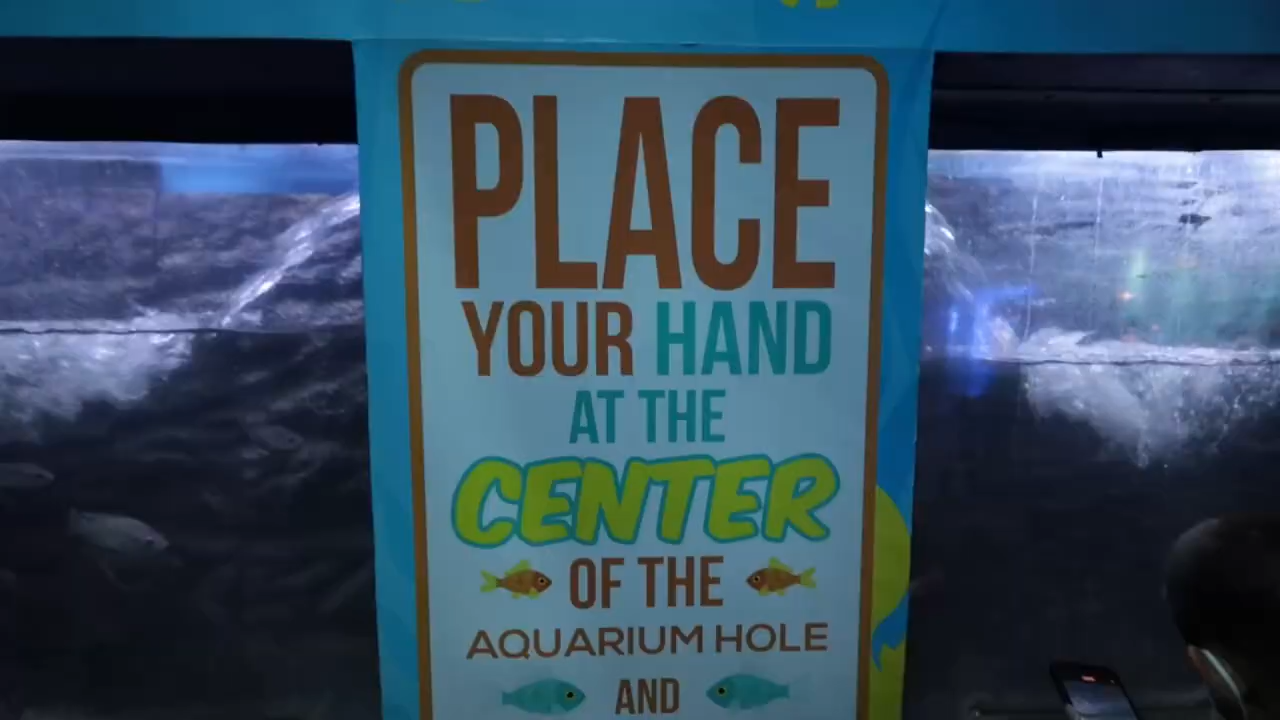 PLACE
YOUR HAND
AT THE
CENTER
OF THE
AQUARIUM HOLE
AND